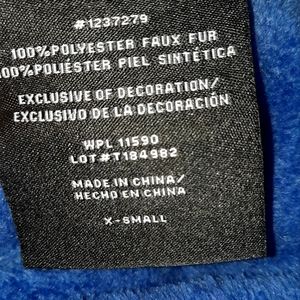 #1237279
100%POLYESTER FAUX FUR
100%POLIÉSTER PIEL SINTÉTICA
EXCLUSIVE OF DECORATION/
EXCLUSIVO DE LA DECORACIÓN
WPL 11590
LOT#T184982
MADE IN CHINA/
HECHO EN CHINA
X-SMALL